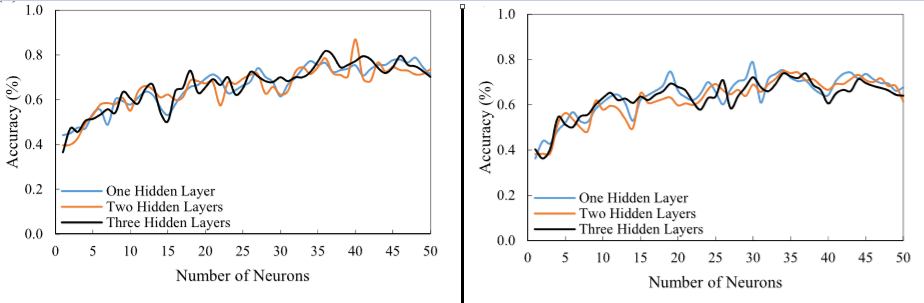 1.0
0.8
0.6
0.4
0.2
0.0
Accuracy (%)
One Hidden Layer
Two Hidden Layers
Three Hidden Layers
0 5 10 15 20 25 30 35 40 45 50
Number of Neurons
1.0
0.8
0.6
0.4
0.2
0.0
Accuracy (%)
One Hidden Layer
Two Hidden Layers
Three Hidden Layers
0 5 10 15 20 25 30 35 40 45 50
Number of Neurons